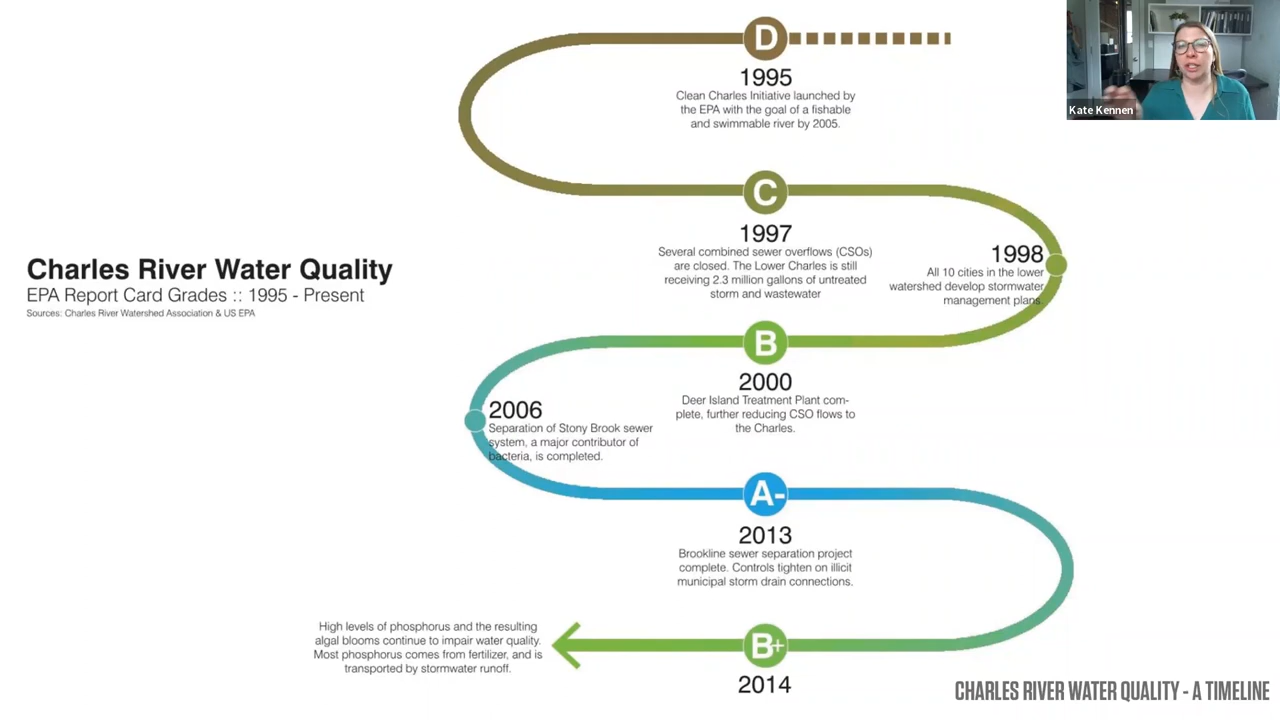 D
1995
Clean Charles Initiative launched by
the EPA with the goal of a fishable
and swimmable river by 2005.
Kate Kennen
C
1997
Several combined sewer overflows (CSOs)
are closed. The Lower Charles is still
receiving 2.3 million gallons of untreated
storm and wastewater
1998
All 10 cities in the lower
watershed develop stormwater
management plans.
Charles River Water Quality
EPA Report Card Grades :: 1995 - Present
Sources: Charles River Watershed Association & US EPA
B
2000
Deer Island Treatment Plant com-
plete, further reducing CSO flows to
the Charles.
2006
Separation of Stony Brook sewer
system, a major contributor of
bacteria, is completed.
A-
2013
Brookline sewer separation project
complete. Controls tighten on illicit
municipal storm drain connections.
B+
2014
High levels of phosphorus and the resulting
algal blooms continue to impair water quality.
Most phosphorus comes from fertilizer, and is
transported by stormwater runoff.
CHARLES RIVER WATER QUALITY - A TIMELINE